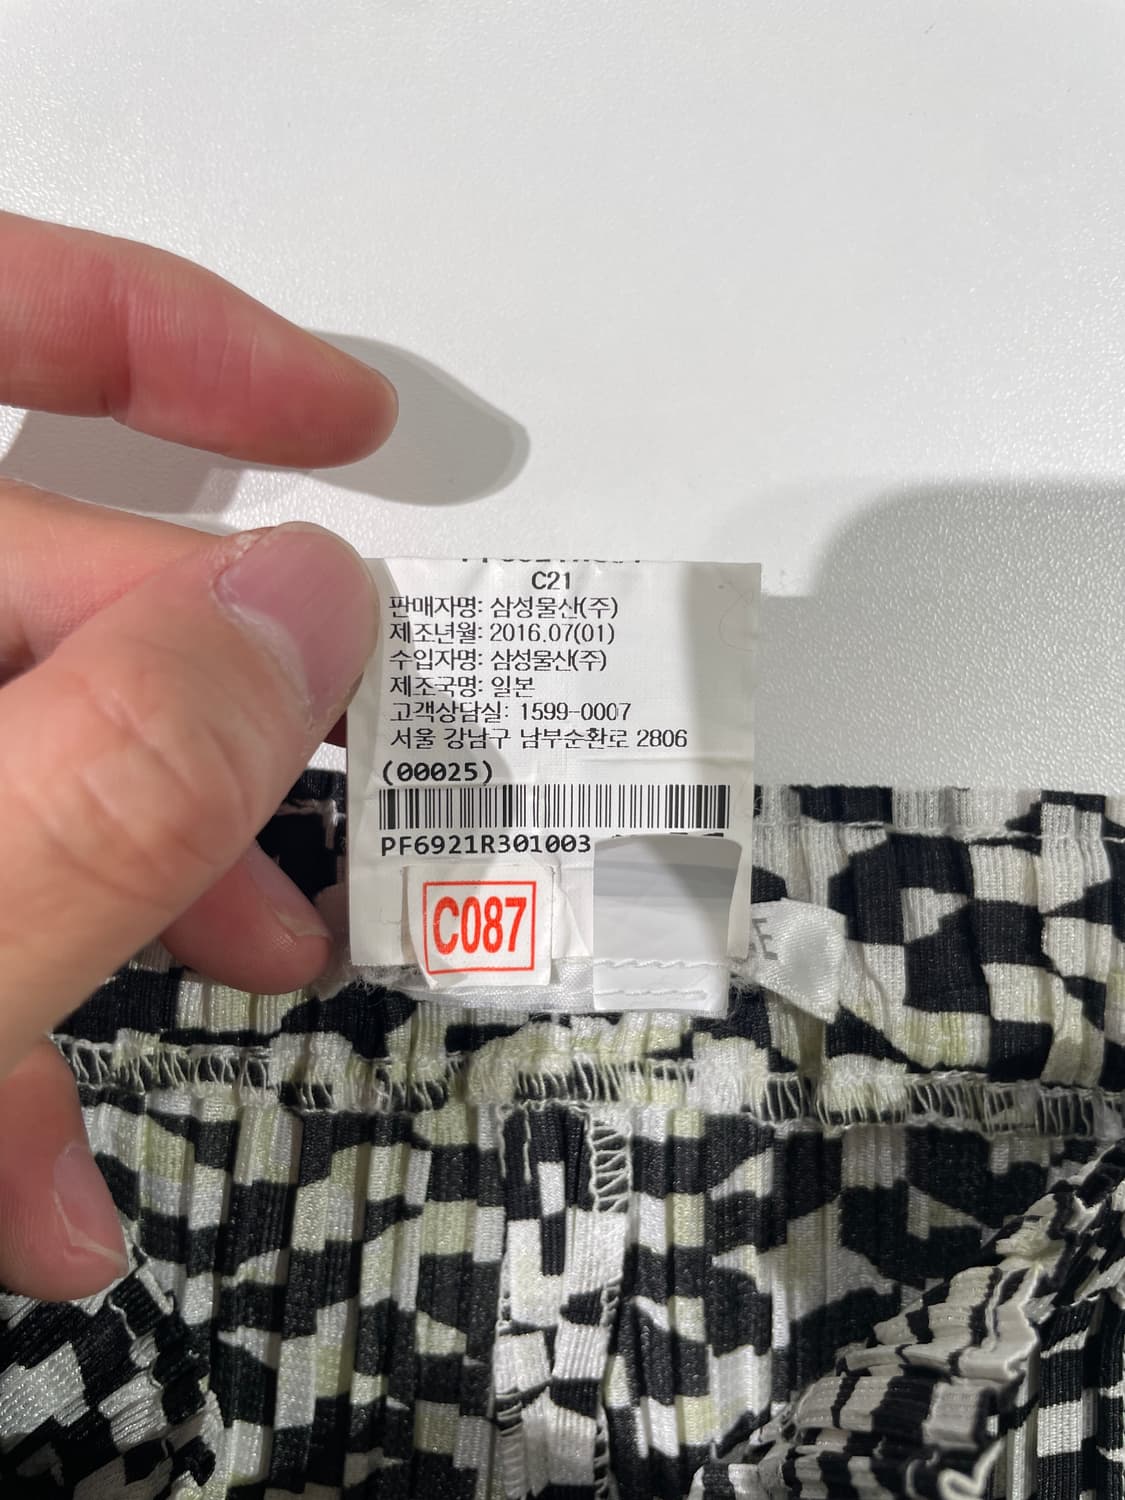 C21
판매자명: 삼성물산(주)
제조년월: 2016.07(01)
수입자명: 삼성물산(주)
제조국명: 일본
고객상담실: 1599-0007
서울 강남구 남부순환로 2806
(00025)
PF6921R301003
C087
E